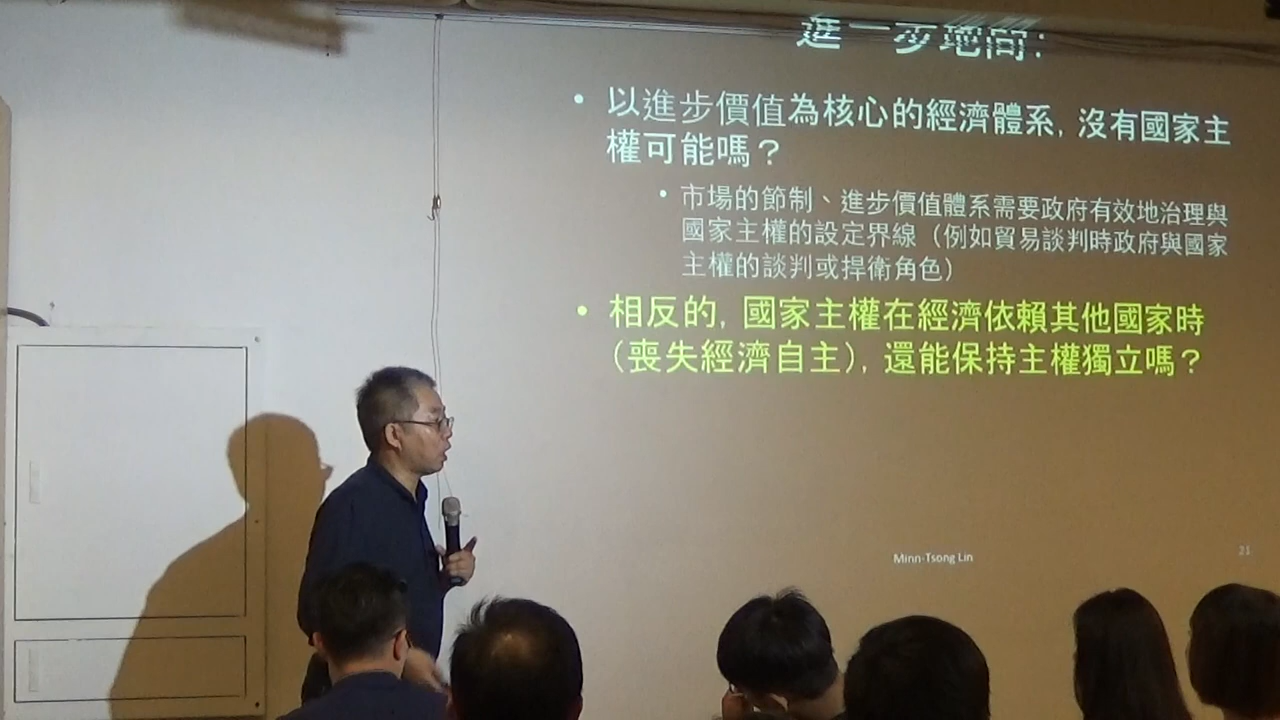 進一步地問:
• 以進步價值為核心的經濟體系, 沒有國家主
權可能嗎？
• 市場的節制、進步價值體系需要政府有效地治理與
國家主權的設定界線（例如貿易談判時政府與國家
主權的談判或捍衛角色）
• 相反的, 國家主權在經濟依賴其他國家時
（喪失經濟自主）, 還能保持主權獨立嗎？
Minn-Tsong Lin
21